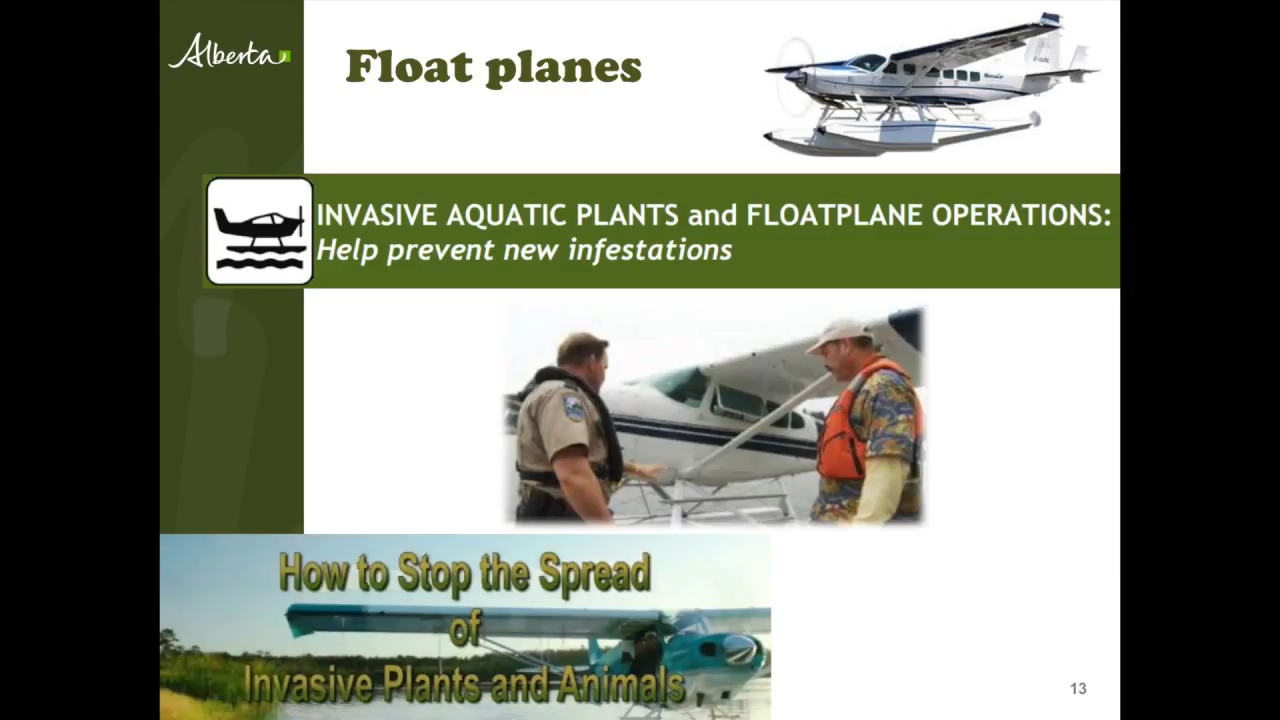 Alberta
Float planes
INVASIVE AQUATIC PLANTS and FLOATPLANE OPERATIONS:
Help prevent new infestations
How to Stop the Spread
of
Invasive Plants and Animals
13